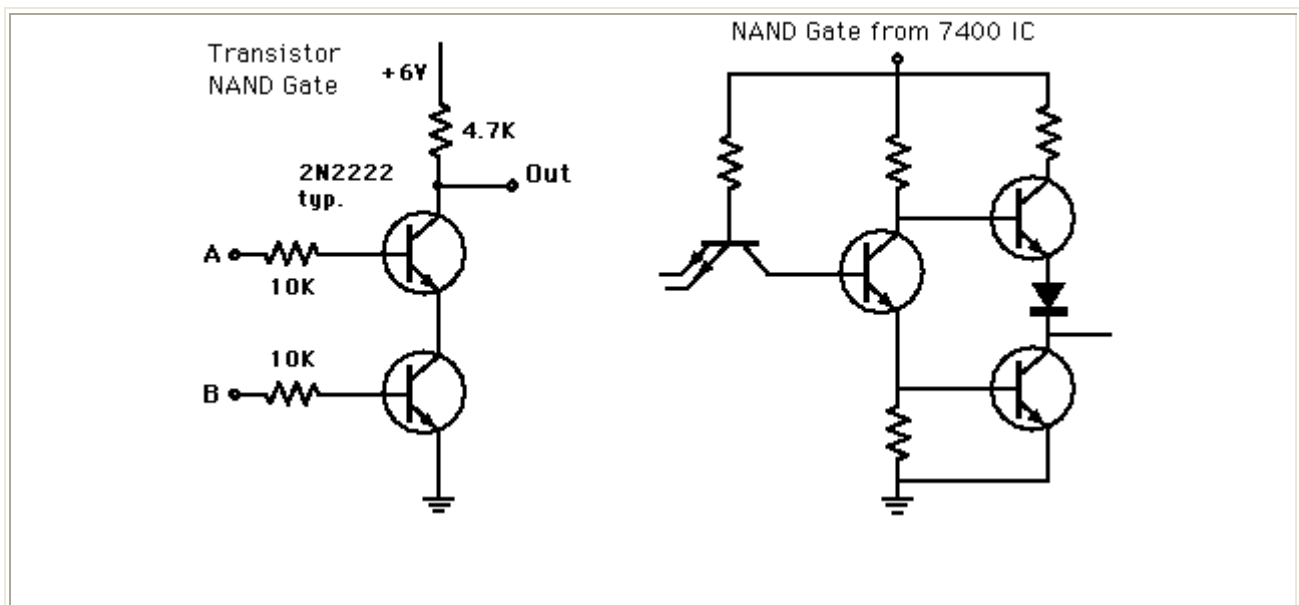 Transistor
NAND Gate
+6V
4.7K
2N2222
typ.
Out
A
10K
10K
B
NAND Gate from 7400 IC